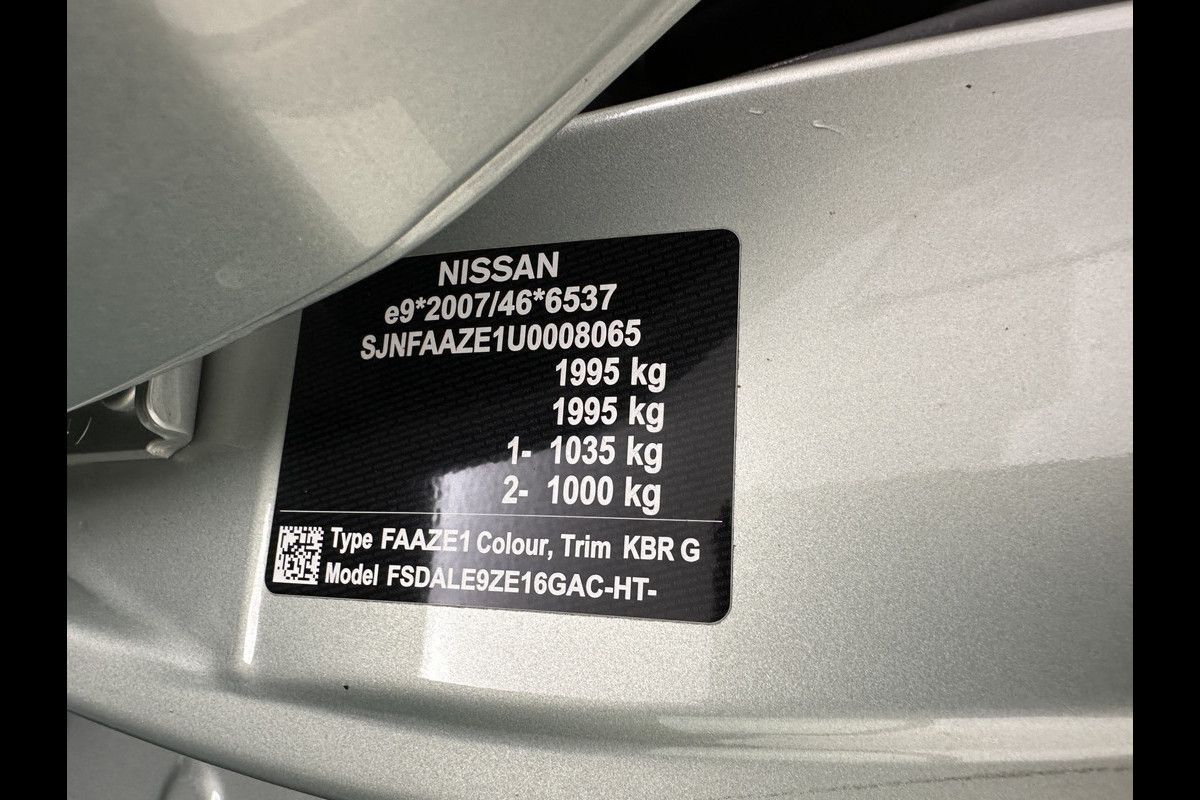 NISSAN
e9*2007/46*6537
SJNFAAZE1U0008065
1995 kg
1995 kg
1- 1035 kg
2- 1000 kg
Type FAAZE1 Colour, Trim KBR G
Model FSDALE9ZE16GAC-HT-